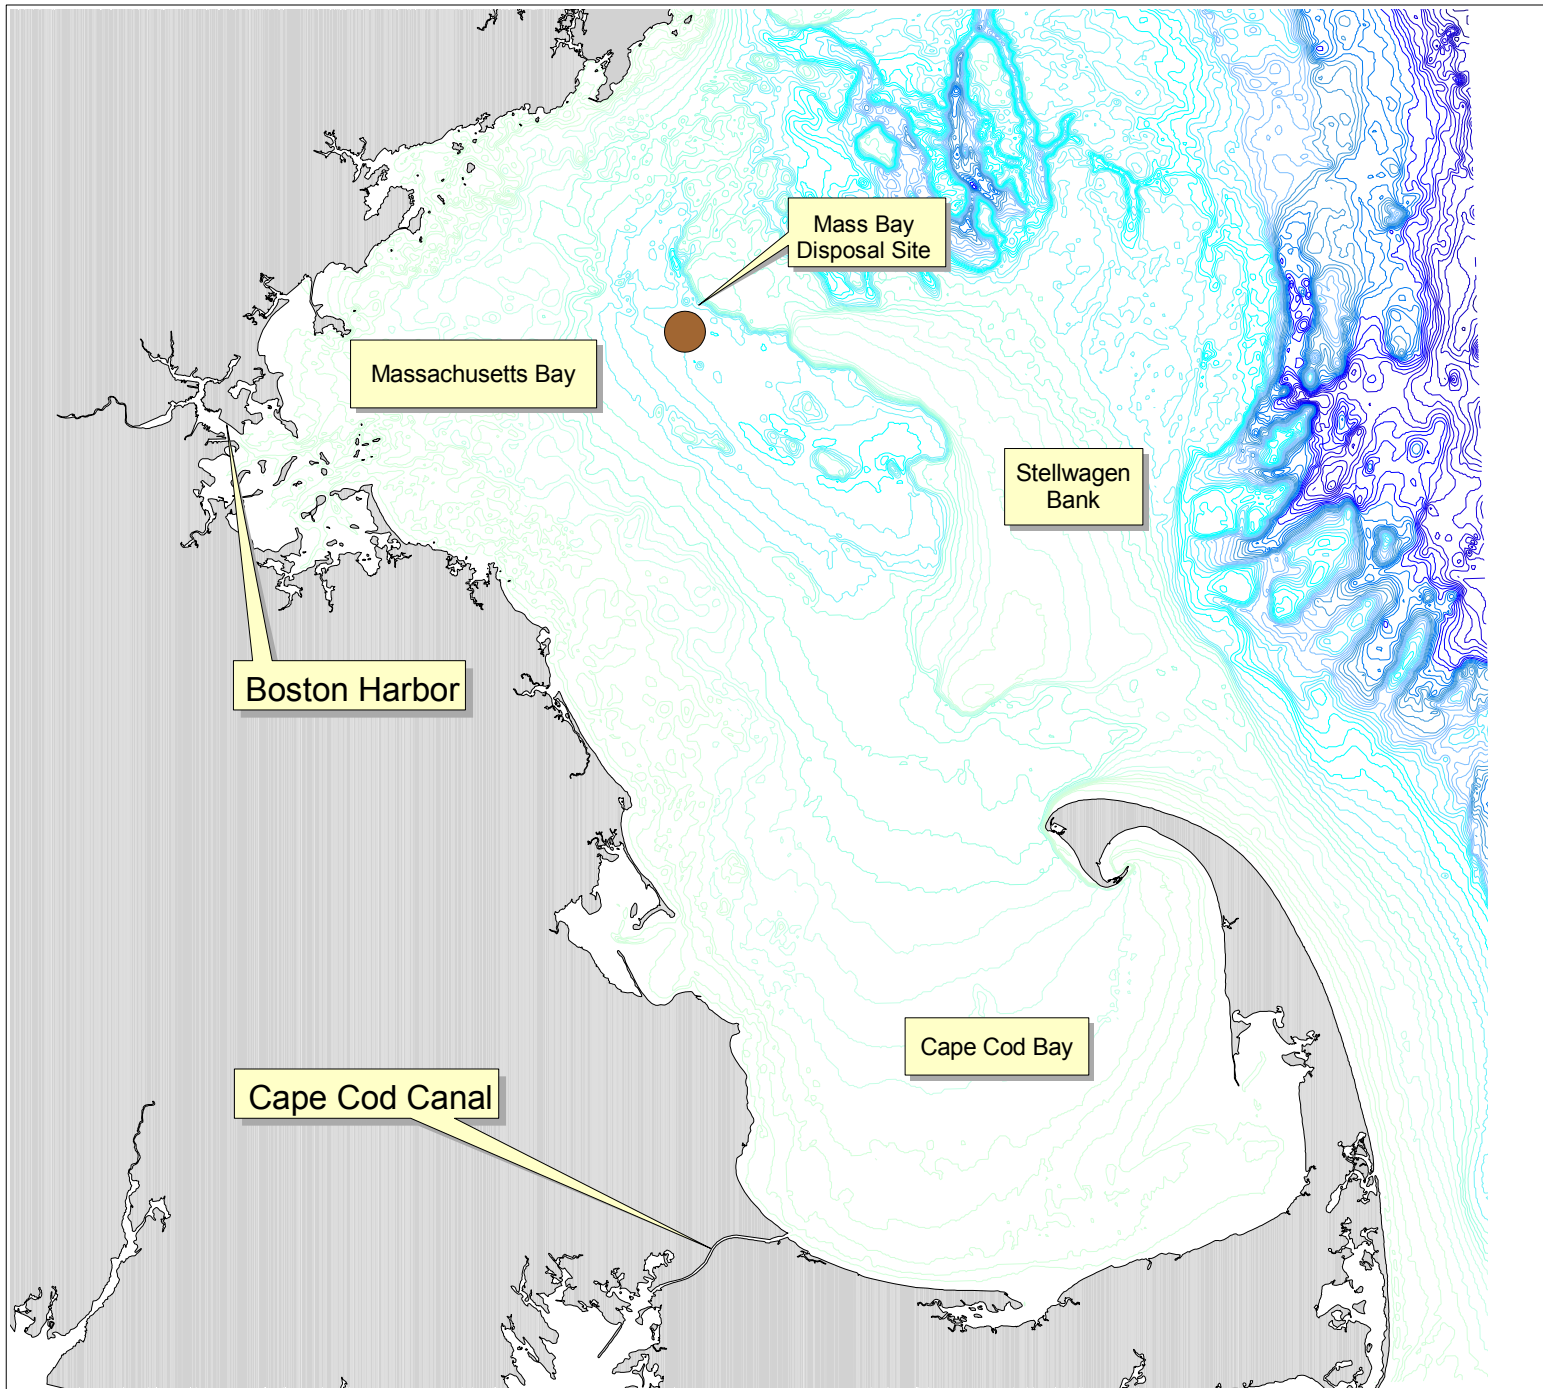 Mass Bay
Disposal Site
Massachusetts Bay
Stellwagen
Bank
Boston Harbor
Cape Cod Bay
Cape Cod Canal